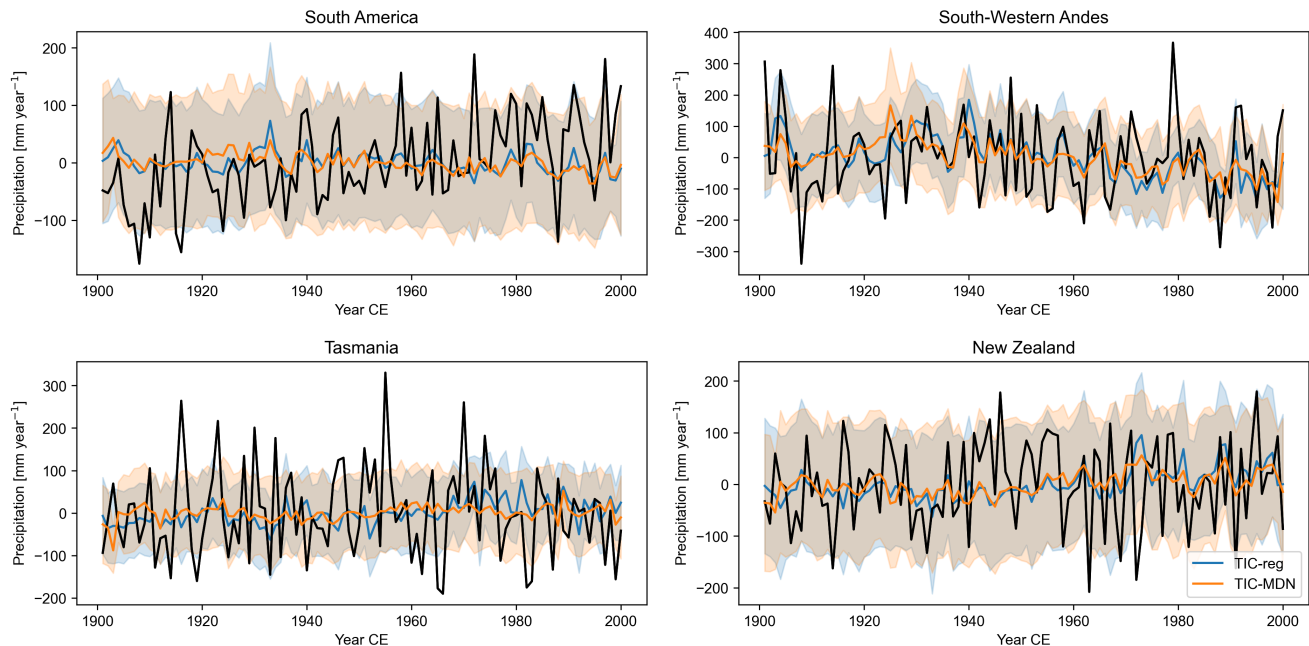 South America
200
100
0
−100
Precipitation [mm year⁻¹]
1900 1920 1940 1960 1980 2000
Year CE
South-Western Andes
400
300
200
100
0
−100
−200
−300
Precipitation [mm year⁻¹]
1900 1920 1940 1960 1980 2000
Year CE
Tasmania
300
200
100
0
−100
−200
Precipitation [mm year⁻¹]
1900 1920 1940 1960 1980 2000
Year CE
New Zealand
200
100
0
−100
−200
Precipitation [mm year⁻¹]
1900 1920 1940 1960 1980 2000
Year CE
TIC-reg
TIC-MDN